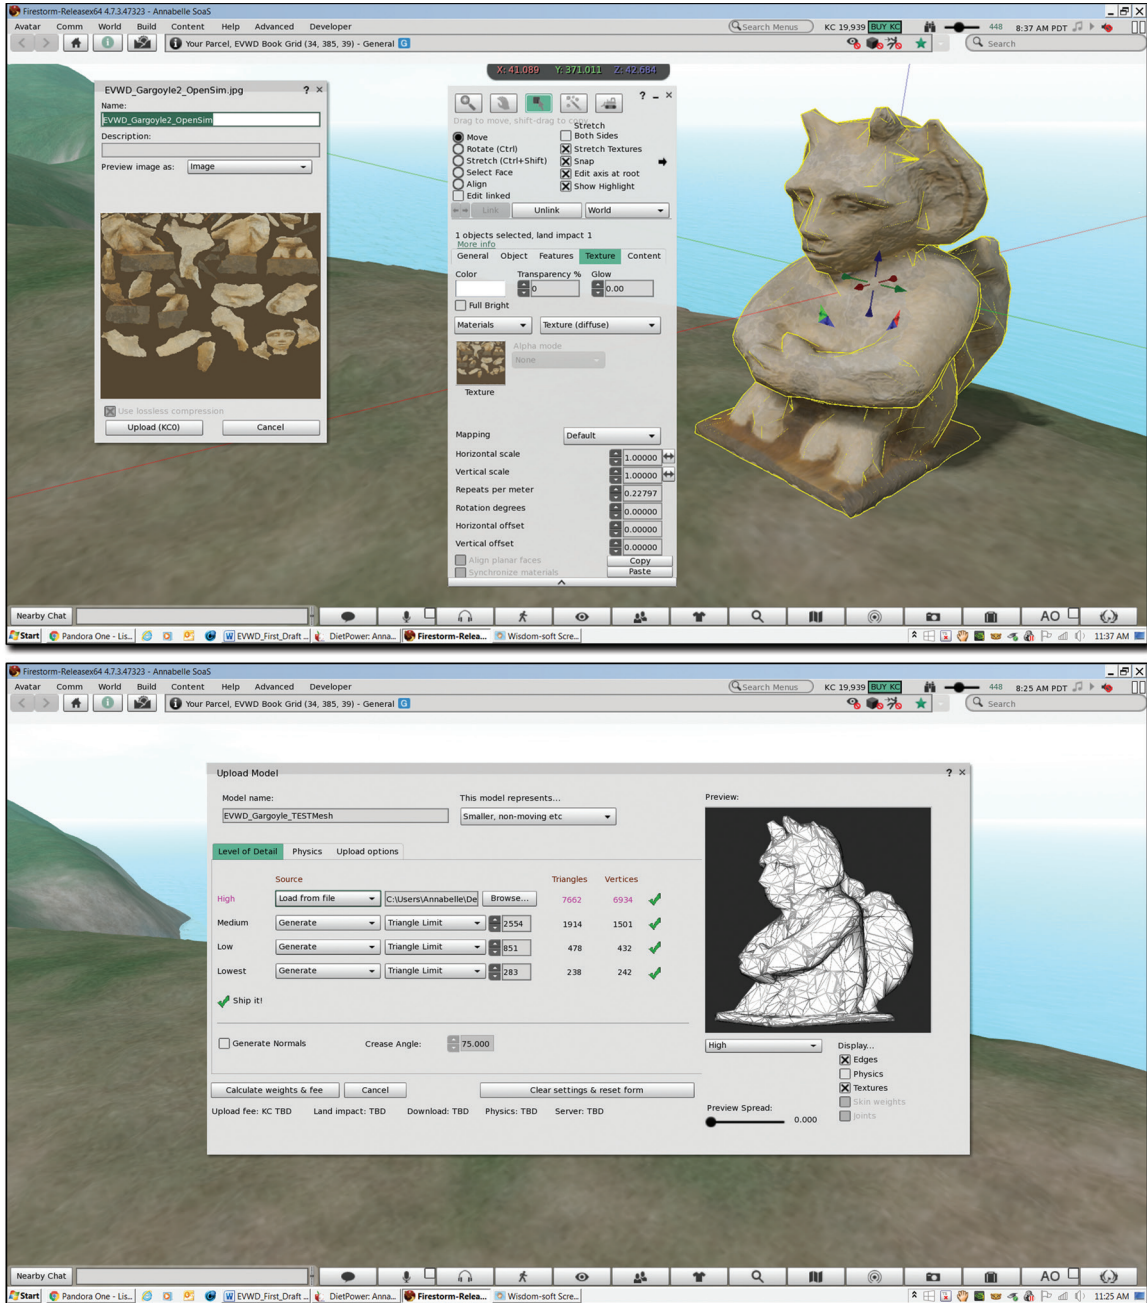 Firestorm-Releasex64 4.7.3.47323 - Annabelle SoaS
Avatar Comm World Build Content Help Advanced Developer
Search Menus KC 19,939 BUY KC 448 8:37 AM PDT
Your Parcel, EVWD Book Grid (34, 385, 39) - General G
Search
X: 41.089 Y: 371.011 Z: 42.684
EVWD_Gargoyle2_OpenSim.jpg ? ×
Name:
EVWD_Gargoyle2_OpenSim
Description:
Preview image as: Image
Use lossless compression
Upload (KC0) Cancel
? – ×
Drag to move, shift-drag to copy
Move
Rotate (Ctrl)
Stretch (Ctrl+Shift)
Select Face
Align
Edit linked
Stretch
Both Sides
Stretch Textures
Snap
Edit axis at root
Show Highlight
Link Unlink World
1 objects selected, land impact 1
More info
General Object Features Texture Content
Color Transparency % Glow
0 0.00
Full Bright
Materials Texture (diffuse)
Alpha mode
None
Texture
Mapping Default
Horizontal scale 1.00000
Vertical scale 1.00000
Repeats per meter 0.22797
Rotation degrees 0.00000
Horizontal offset 0.00000
Vertical offset 0.00000
Align planar faces Copy
Synchronize materials Paste
Nearby Chat AO
Start Pandora One - Lis... EVWD_First_Draft ... DietPower: Anna... Firestorm-Relea... Wisdom-soft Scre... 11:37 AM
Firestorm-Releasex64 4.7.3.47323 - Annabelle SoaS
Avatar Comm World Build Content Help Advanced Developer
Search Menus KC 19,939 BUY KC 448 8:25 AM PDT
Your Parcel, EVWD Book Grid (34, 385, 39) - General G
Search
Upload Model ? ×
Model name: This model represents... Preview:
EVWD_Gargoyle_TESTMesh Smaller, non-moving etc
Level of Detail Physics Upload options
Source Triangles Vertices
High Load from file C:\Users\Annabelle\De Browse... 7662 6934
Medium Generate Triangle Limit 2554 1914 1501
Low Generate Triangle Limit 851 478 432
Lowest Generate Triangle Limit 283 238 242
Ship it!
Generate Normals Crease Angle: 75.000
High Display...
Edges
Physics
Textures
Skin weights
Joints
Preview Spread: 0.000
Calculate weights & fee Cancel Clear settings & reset form
Upload fee: KC TBD Land impact: TBD Download: TBD Physics: TBD Server: TBD
Nearby Chat AO
Start Pandora One - Lis... EVWD_First_Draft ... DietPower: Anna... Firestorm-Relea... Wisdom-soft Scre... 11:25 AM